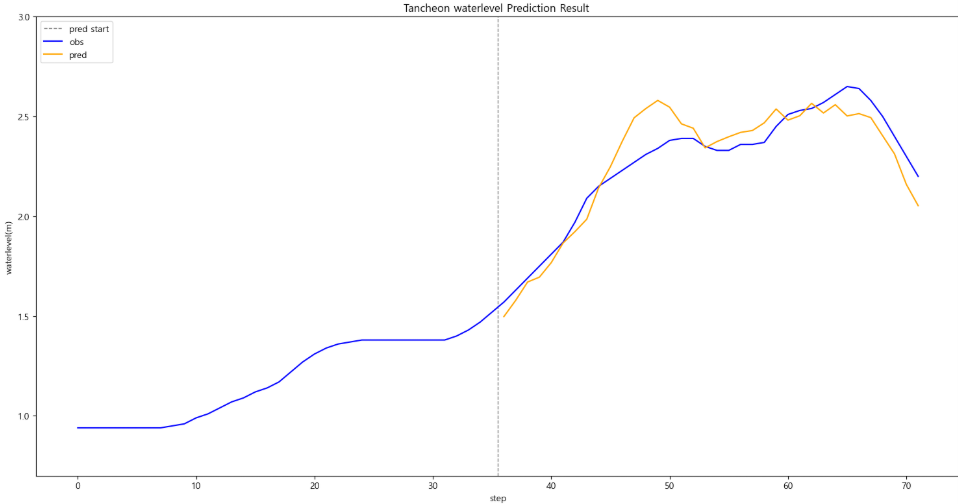 Tancheon waterlevel Prediction Result
pred start
obs
pred
waterlevel(m)
3.0
2.5
2.0
1.5
1.0
0
10
20
30
40
50
60
70
step